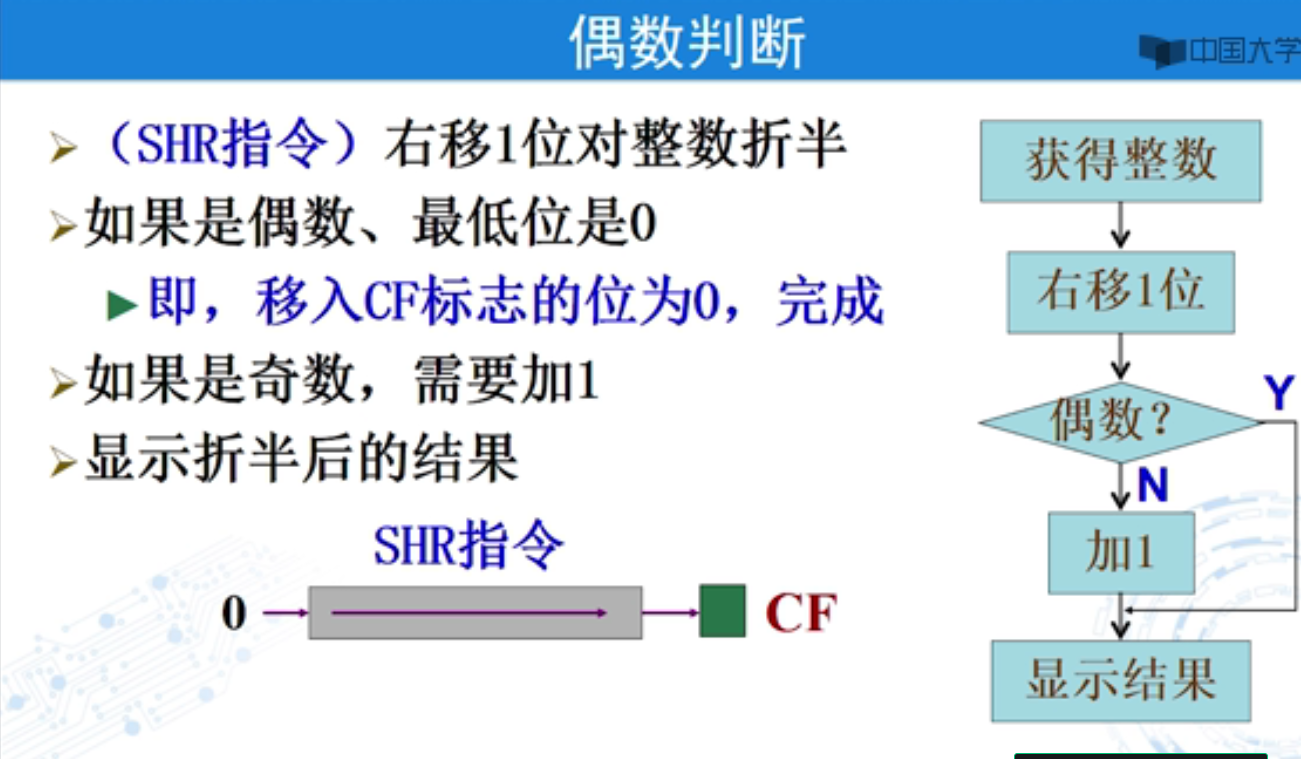 偶数判断
中国大学
（SHR指令）右移1位对整数折半
如果是偶数、最低位是0
即，移入CF标志的位为0，完成
如果是奇数，需要加1
显示折半后的结果
SHR指令
0
CF
获得整数
右移1位
偶数？
Y
N
加1
显示结果